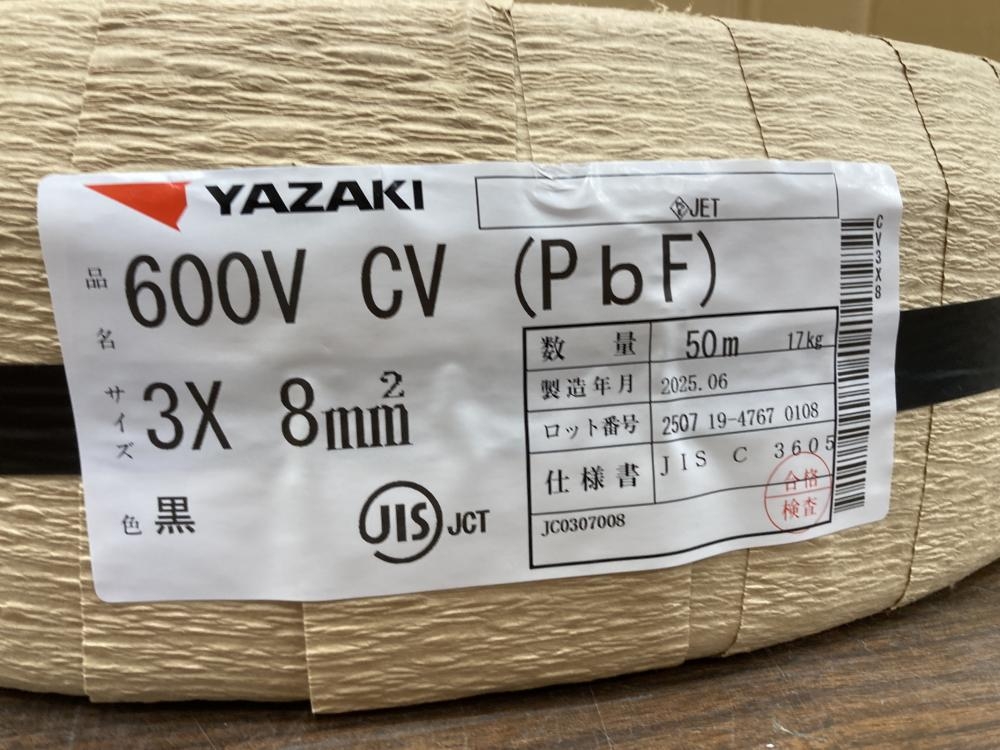 YAZAKI
<PS>E JET
品名 600V CV (PbF)
サイズ 3X 8mm²
色 黒
JIS JCT
数量 50m 17kg
製造年月 2025.06
ロット番号 2507 19-4767 0108
仕様書 JIS C 3605
JC0307008
合格
検査
CV3X8